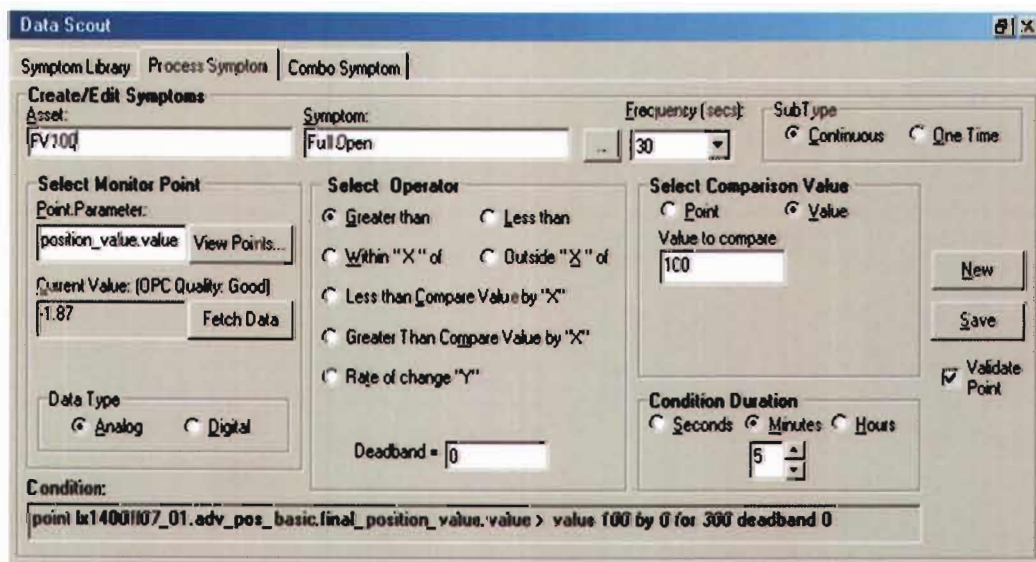 Data Scout
Symptom Library Process Symptom Combo Symptom
Create/Edit Symptoms
Asset: Symptom: Frequency (secs): SubType
FV100 Full Open ... 30 Continuous One Time
Select Monitor Point
Point.Parameter:
position_value.value View Points...
Current Value: (OPC Quality: Good)
-1.87 Fetch Data
Data Type
Analog Digital
Select Operator
Greater than Less than
Within "X" of Outside "X" of
Less than Compare Value by "X"
Greater Than Compare Value by "X"
Rate of change "Y"
Deadband = 0
Select Comparison Value
Point Value
Value to compare
100
Condition Duration
Seconds Minutes Hours
5
New
Save
Validate Point
Condition:
.adv_pos_basic.final_position_value.value > value 100 by 0 for 300 deadband 0